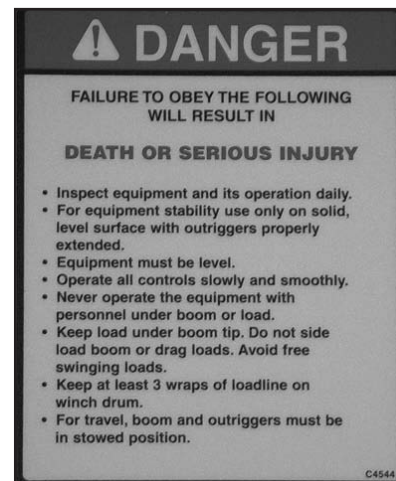 DANGER
FAILURE TO OBEY THE FOLLOWING
WILL RESULT IN
DEATH OR SERIOUS INJURY
• Inspect equipment and its operation daily.
• For equipment stability use only on solid,
level surface with outriggers properly
extended.
• Equipment must be level.
• Operate all controls slowly and smoothly.
• Never operate the equipment with
personnel under boom or load.
• Keep load under boom tip. Do not side
load boom or drag loads. Avoid free
swinging loads.
• Keep at least 3 wraps of loadline on
winch drum.
• For travel, boom and outriggers must be
in stowed position.
C4544